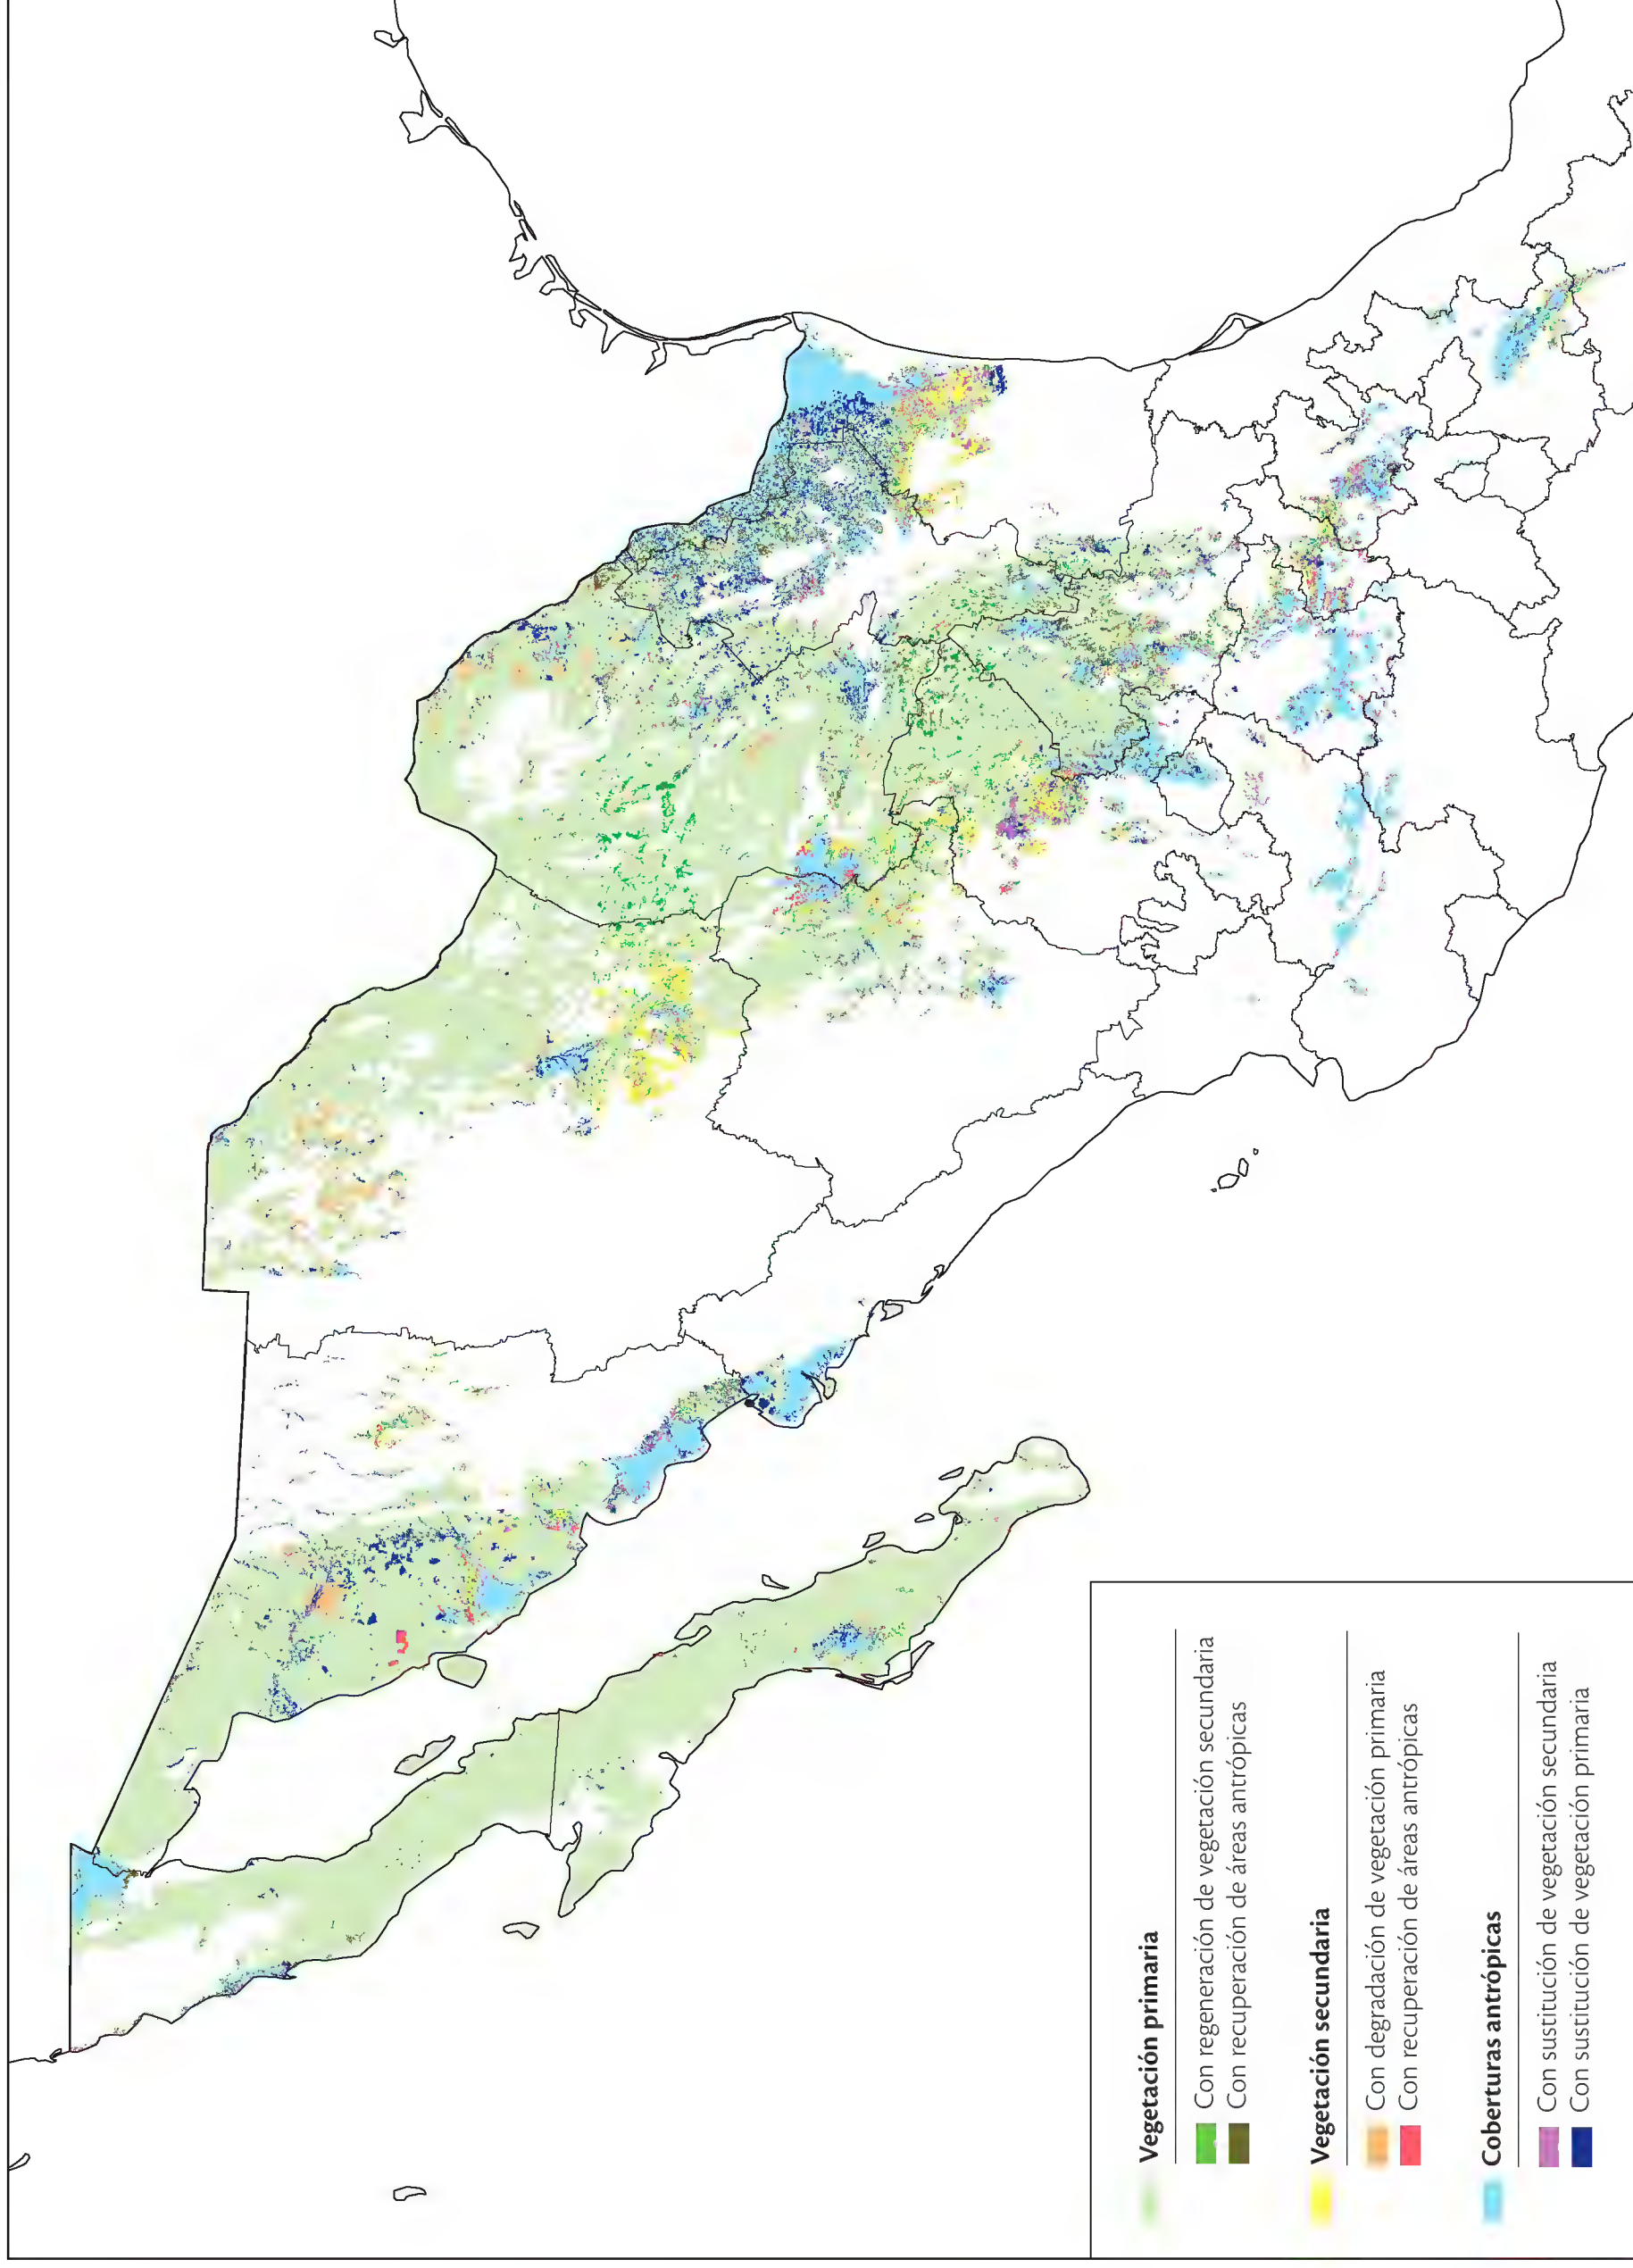 Vegetación primaria
Con regeneración de vegetación secundaria
Con recuperación de áreas antrópicas
Vegetación secundaria
Con degradación de vegetación primaria
Con recuperación de áreas antrópicas
Coberturas antrópicas
Con sustitución de vegetación secundaria
Con sustitución de vegetación primaria